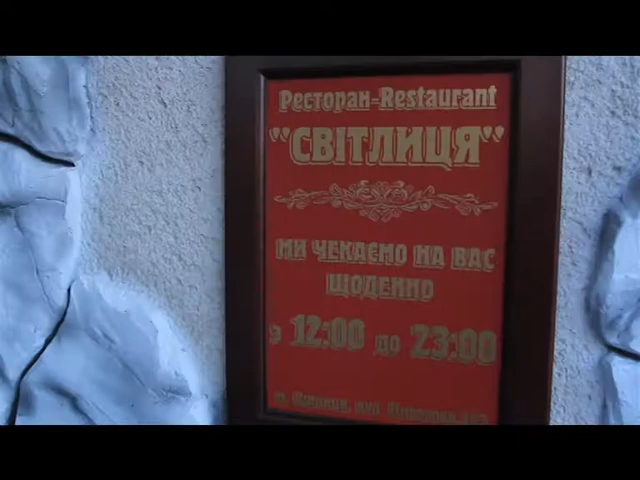 Ресторан-Restaurant
"СВІТЛИЦЯ"
МИ ЧЕКАЄМО НА ВАС
ЩОДЕННО
З 12:00 ДО 23:00